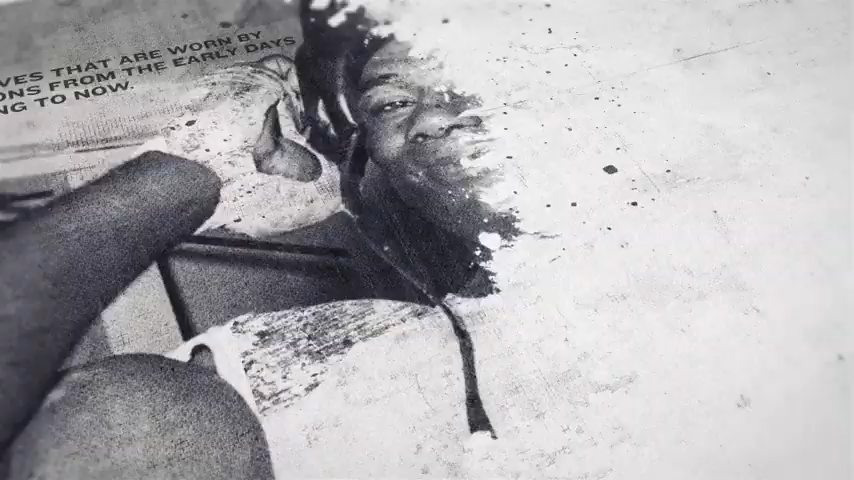 VES THAT ARE WORN BY
ONS FROM THE EARLY DAYS
NG TO NOW.